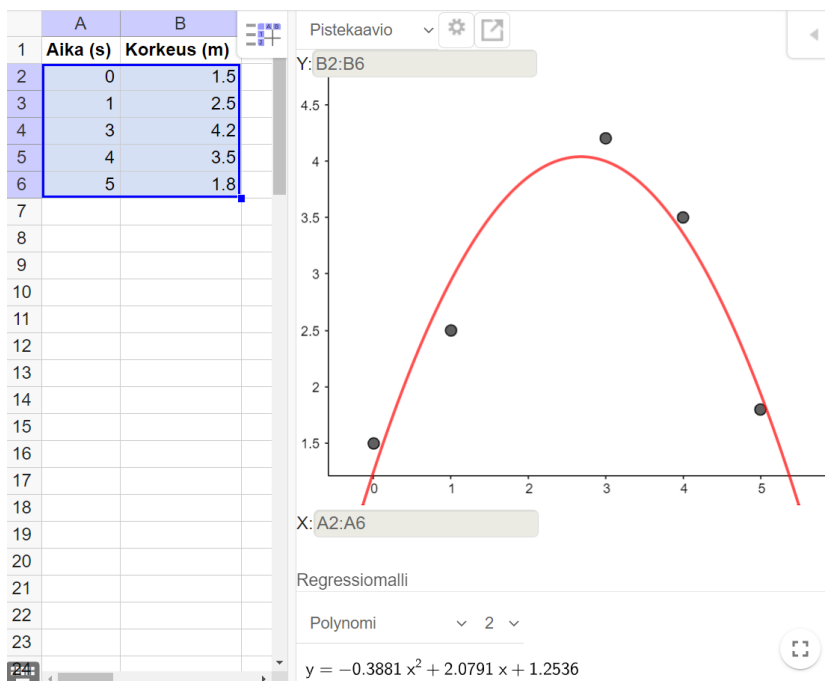 A B
1 Aika (s) Korkeus (m)
2 0 1.5
3 1 2.5
4 3 4.2
5 4 3.5
6 5 1.8
7
8
9
10
11
12
13
14
15
16
17
18
19
20
21
22
23
24
Pistekaavio
Y: B2:B6
4.5
4
3.5
3
2.5
2
1.5
0 1 2 3 4 5
X: A2:A6
Regressiomalli
Polynomi 2
y = −0.3881 x² + 2.0791 x + 1.2536